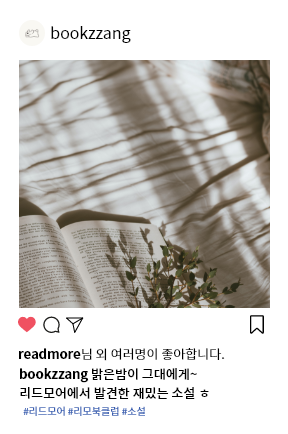 bookzzang
readmore님 외 여러명이 좋아합니다.
bookzzang 밝은밤이 그대에게~
리드모어에서 발견한 재밌는 소설 ㅎ
#리드모어 #리모북클럽 #소설